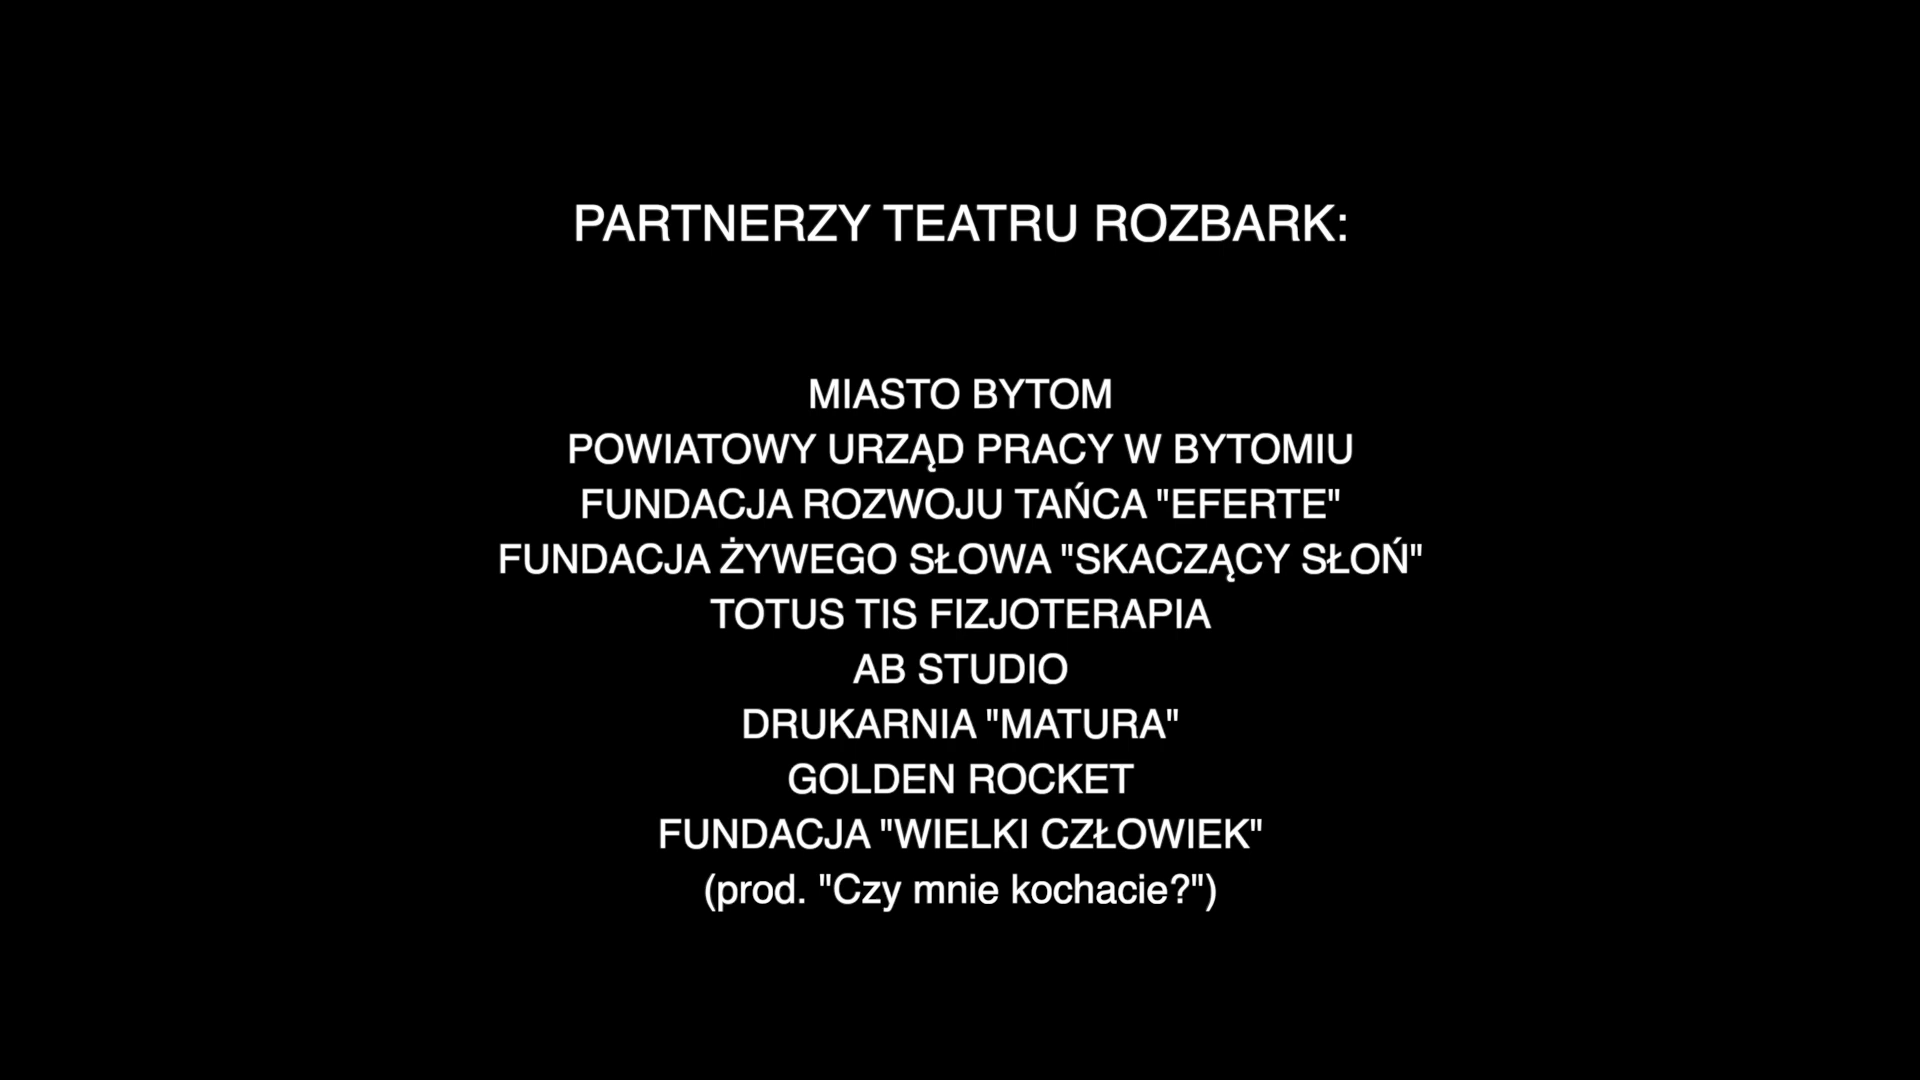 PARTNERZY TEATRU ROZBARK:
MIASTO BYTOM
POWIATOWY URZĄD PRACY W BYTOMIU
FUNDACJA ROZWOJU TAŃCA "EFERTE"
FUNDACJA ŻYWEGO SŁOWA "SKACZĄCY SŁOŃ"
TOTUS TIS FIZJOTERAPIA
AB STUDIO
DRUKARNIA "MATURA"
GOLDEN ROCKET
FUNDACJA "WIELKI CZŁOWIEK"
(prod. "Czy mnie kochacie?")